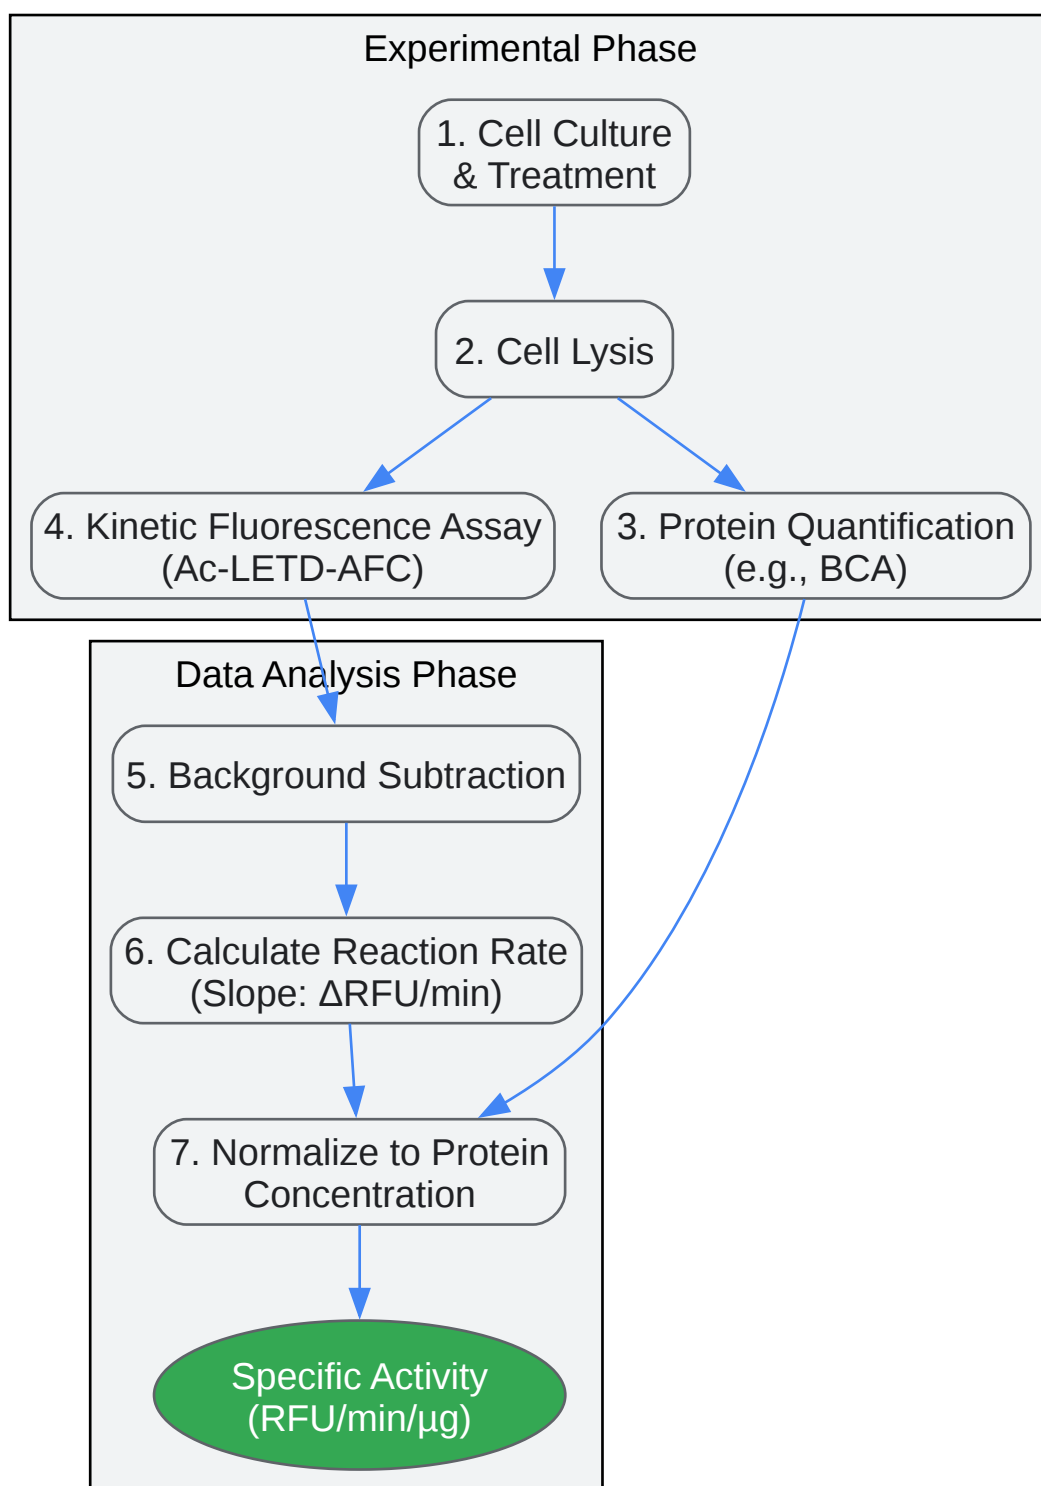 Experimental Phase
1. Cell Culture
& Treatment
2. Cell Lysis
4. Kinetic Fluorescence Assay
(Ac-LETD-AFC)
3. Protein Quantification
(e.g., BCA)
Data Analysis Phase
5. Background Subtraction
6. Calculate Reaction Rate
(Slope: ΔRFU/min)
7. Normalize to Protein
Concentration
Specific Activity
(RFU/min/µg)